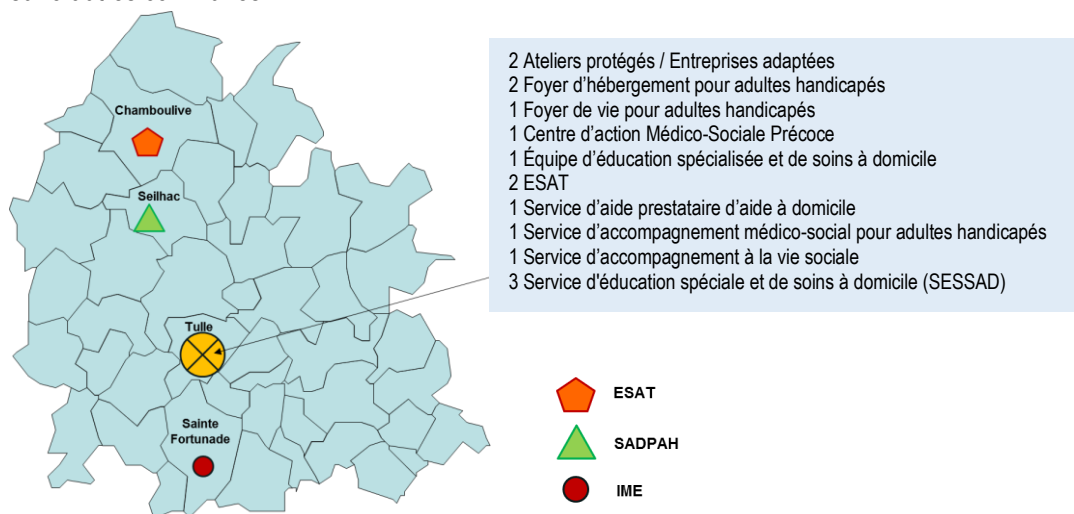 Chamboulive
Seilhac
Tulle
Sainte
Fortunade
2 Ateliers protégés / Entreprises adaptées
2 Foyer d'hébergement pour adultes handicapés
1 Foyer de vie pour adultes handicapés
1 Centre d'action Médico-Sociale Précoce
1 Équipe d'éducation spécialisée et de soins à domicile
2 ESAT
1 Service d'aide prestataire d'aide à domicile
1 Service d'accompagnement médico-social pour adultes handicapés
1 Service d'accompagnement à la vie sociale
3 Service d'éducation spéciale et de soins à domicile (SESSAD)
ESAT
SADPAH
IME